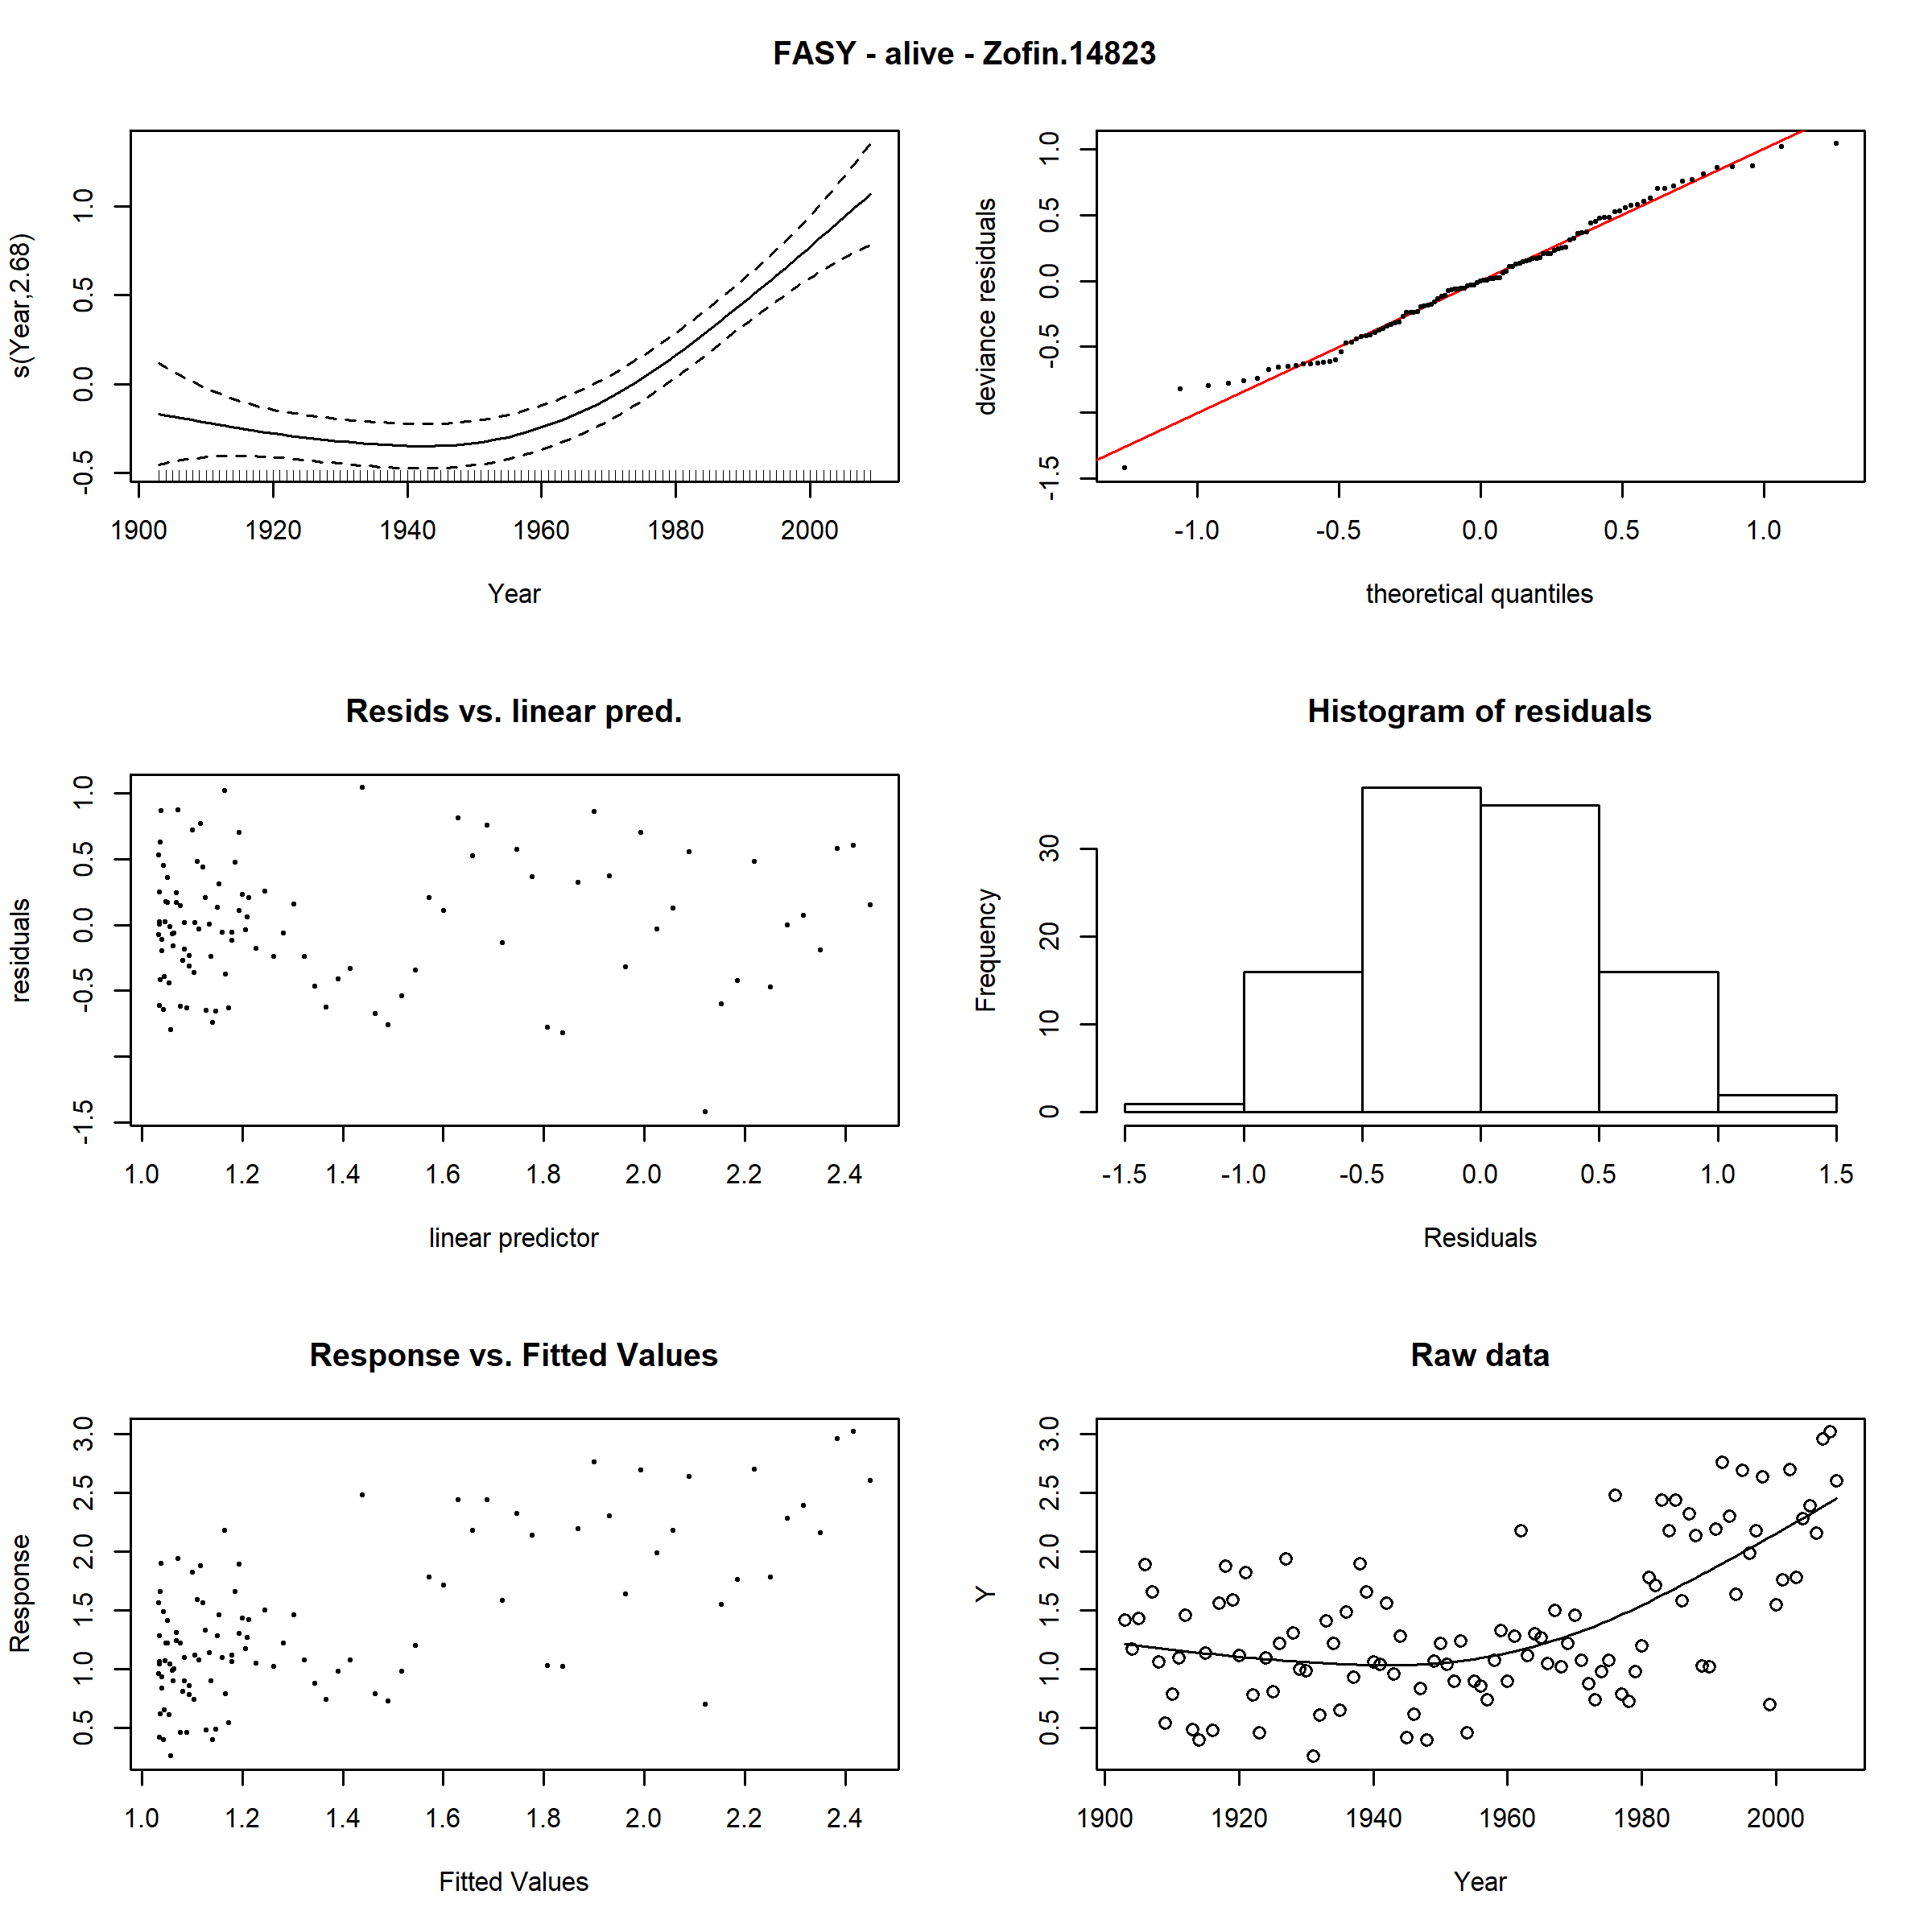 FASY - alive - Zofin.14823
s(Year,2.68)
-0.5 0.0 0.5 1.0
1900 1920 1940 1960 1980 2000
Year
deviance residuals
-1.5 -0.5 0.0 0.5 1.0
-1.0 -0.5 0.0 0.5 1.0
theoretical quantiles
Resids vs. linear pred.
residuals
-1.5 -0.5 0.0 0.5 1.0
1.0 1.2 1.4 1.6 1.8 2.0 2.2 2.4
linear predictor
Histogram of residuals
Frequency
0 10 20 30
-1.5 -1.0 -0.5 0.0 0.5 1.0 1.5
Residuals
Response vs. Fitted Values
Response
0.5 1.0 1.5 2.0 2.5 3.0
1.0 1.2 1.4 1.6 1.8 2.0 2.2 2.4
Fitted Values
Raw data
Y
0.5 1.0 1.5 2.0 2.5 3.0
1900 1920 1940 1960 1980 2000
Year